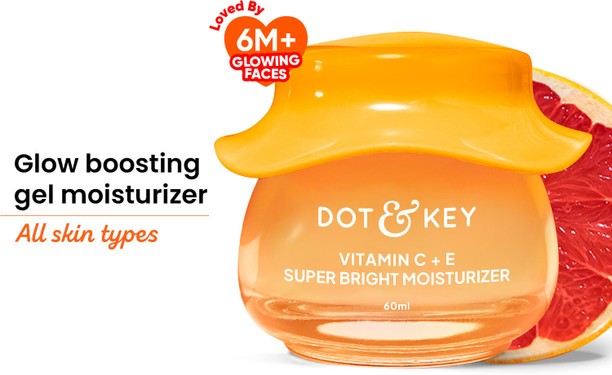 Loved By
6M+
GLOWING
FACES
Glow boosting
gel moisturizer
All skin types
DOT & KEY
VITAMIN C + E
SUPER BRIGHT MOISTURIZER
60ml